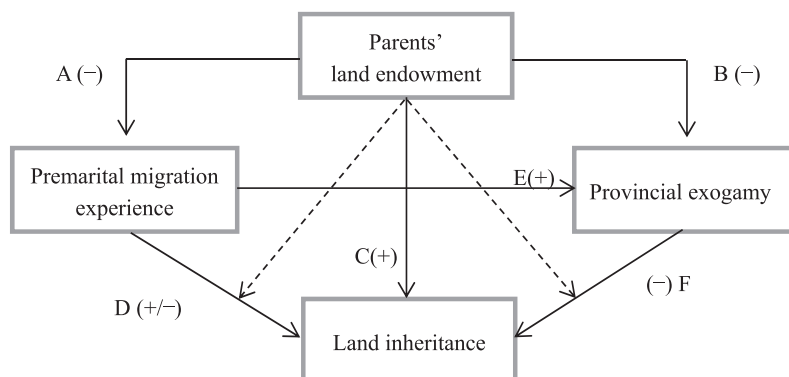 Parents’
land endowment
A (−)
B (−)
Premarital migration
experience
E(+)
Provincial exogamy
C(+)
D (+/−)
(−) F
Land inheritance